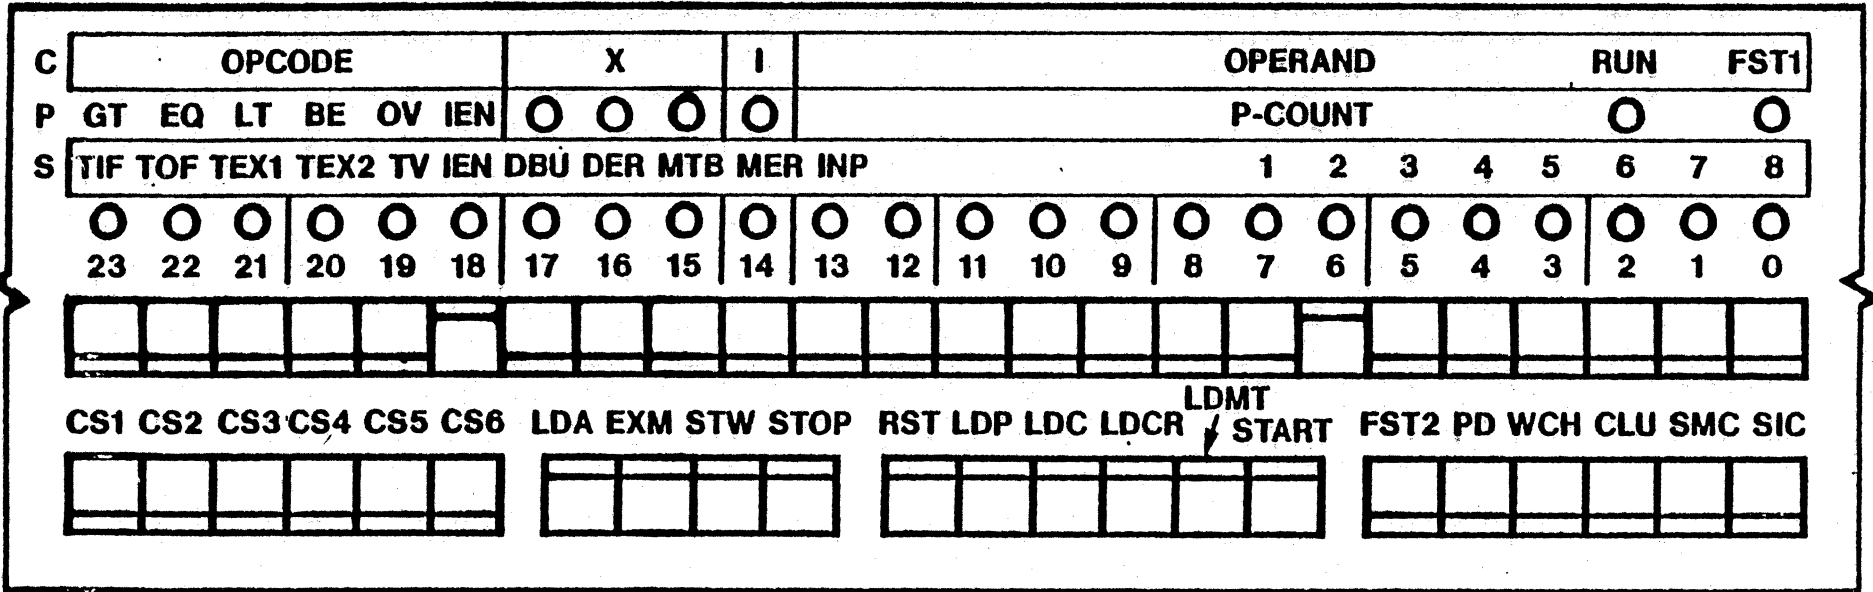 C OPCODE X I OPERAND RUN FST1
P GT EQ LT BE OV IEN P-COUNT
S TIF TOF TEX1 TEX2 TV IEN DBU DER MTB MER INP 1 2 3 4 5 6 7 8
23 22 21 20 19 18 17 16 15 14 13 12 11 10 9 8 7 6 5 4 3 2 1 0
LDMT
CS1 CS2 CS3 CS4 CS5 CS6 LDA EXM STW STOP RST LDP LDC LDCR START FST2 PD WCH CLU SMC SIC